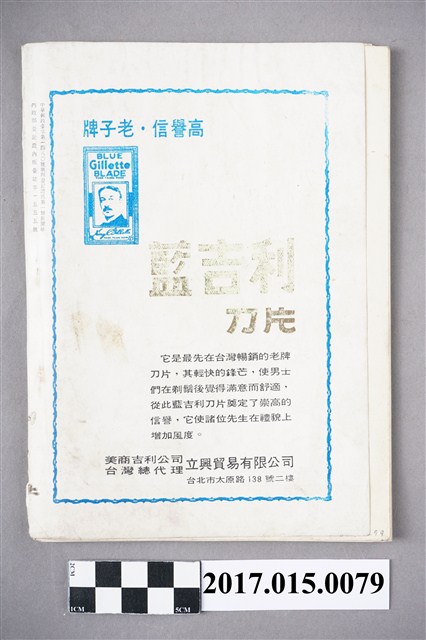 牌子老・信譽高
BLUE
Gillette
BLADE
藍吉利
刀片
它是最先在台灣暢銷的老牌
刀片，其輕快的鋒芒，使男士
們在剃鬍後覺得滿意而舒適，
從此藍吉利刀片奠定了崇高的
信譽，它使諸位先生在禮貌上
增加風度。
美商吉利公司
台灣總代理
立興貿易有限公司
台北市太原路138號二樓
2CM
1CM
5CM
2017.015.0079